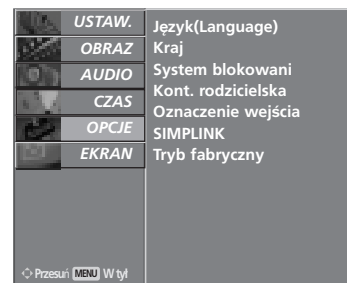 USTAW.
OBRAZ
AUDIO
CZAS
OPCJE
EKRAN
Język(Language)
Kraj
System blokowani
Kont. rodzicielska
Oznaczenie wejścia
SIMPLINK
Tryb fabryczny
Przesuń MENU W tył